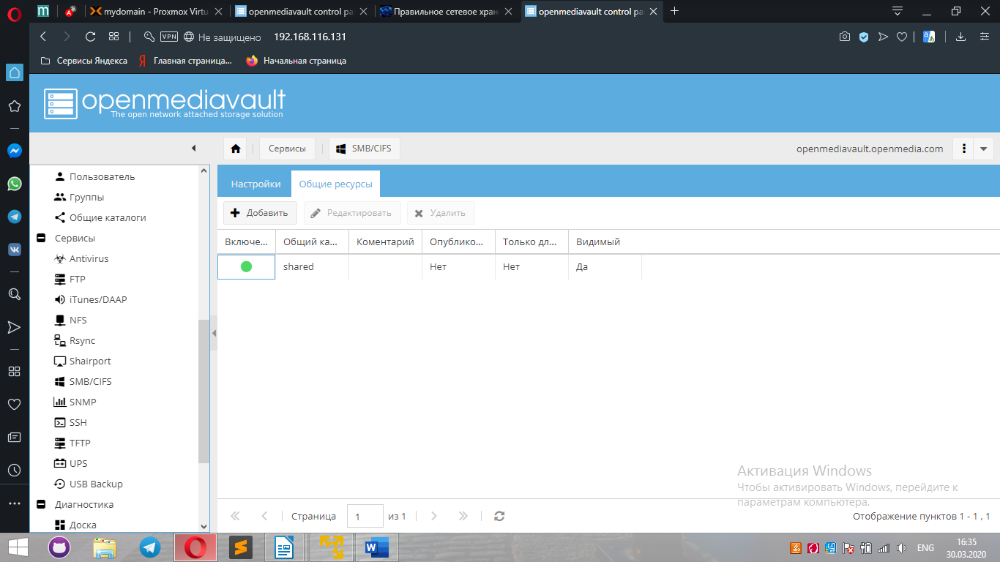 mydomain - Proxmox Virtu
openmediavault control pa
Правильное сетевое хран
openmediavault control pa
VPN
Не защищено
192.168.116.131
Сервисы Яндекса
Главная страница...
Начальная страница
openmediavault
The open network attached storage solution
Сервисы
SMB/CIFS
openmediavault.openmedia.com
Пользователь
Группы
Общие каталоги
Сервисы
Antivirus
FTP
iTunes/DAAP
NFS
Rsync
Shairport
SMB/CIFS
SNMP
SSH
TFTP
UPS
USB Backup
Диагностика
Доска
Настройки
Общие ресурсы
Добавить
Редактировать
Удалить
Включе...
Общий ка...
Коментарий
Опублико...
Только дл...
Видимый
shared
Нет
Нет
Да
Активация Windows
Чтобы активировать Windows, перейдите к
параметрам компьютера.
Страница
1
из 1
Отображение пунктов 1 - 1 , 1
ENG
16:35
30.03.2020